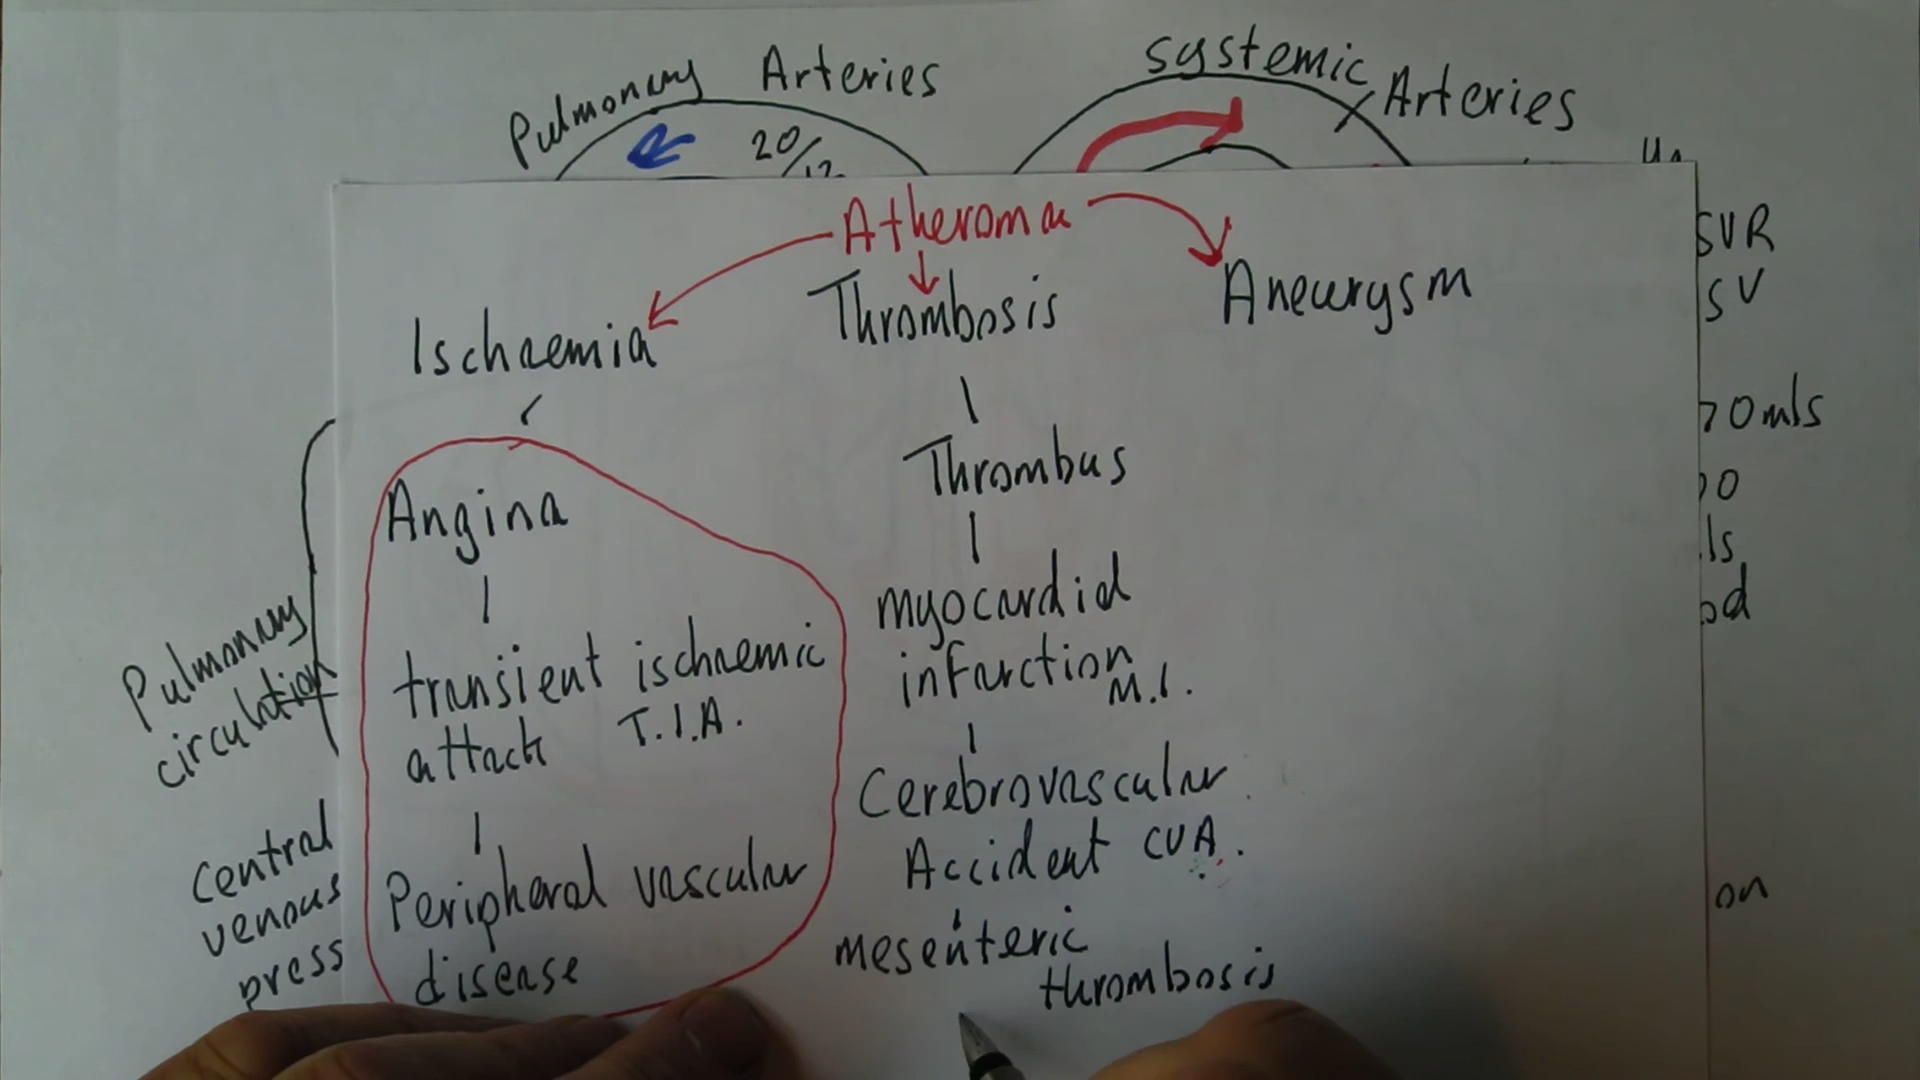 Pulmonary Arteries
systemic Arteries
20/12
SVR
SV
Atheroma
Ischaemia
Thrombosis
Aneurysm
70mls
Angina
transient ischaemic
attack T.I.A.
Peripheral vascular
disease
Thrombus
myocardial
infarction
M.I.
Cerebrovascular
Accident CVA.
mesenteric
thrombosis
Pulmonary
circulation
central
venous
press
on